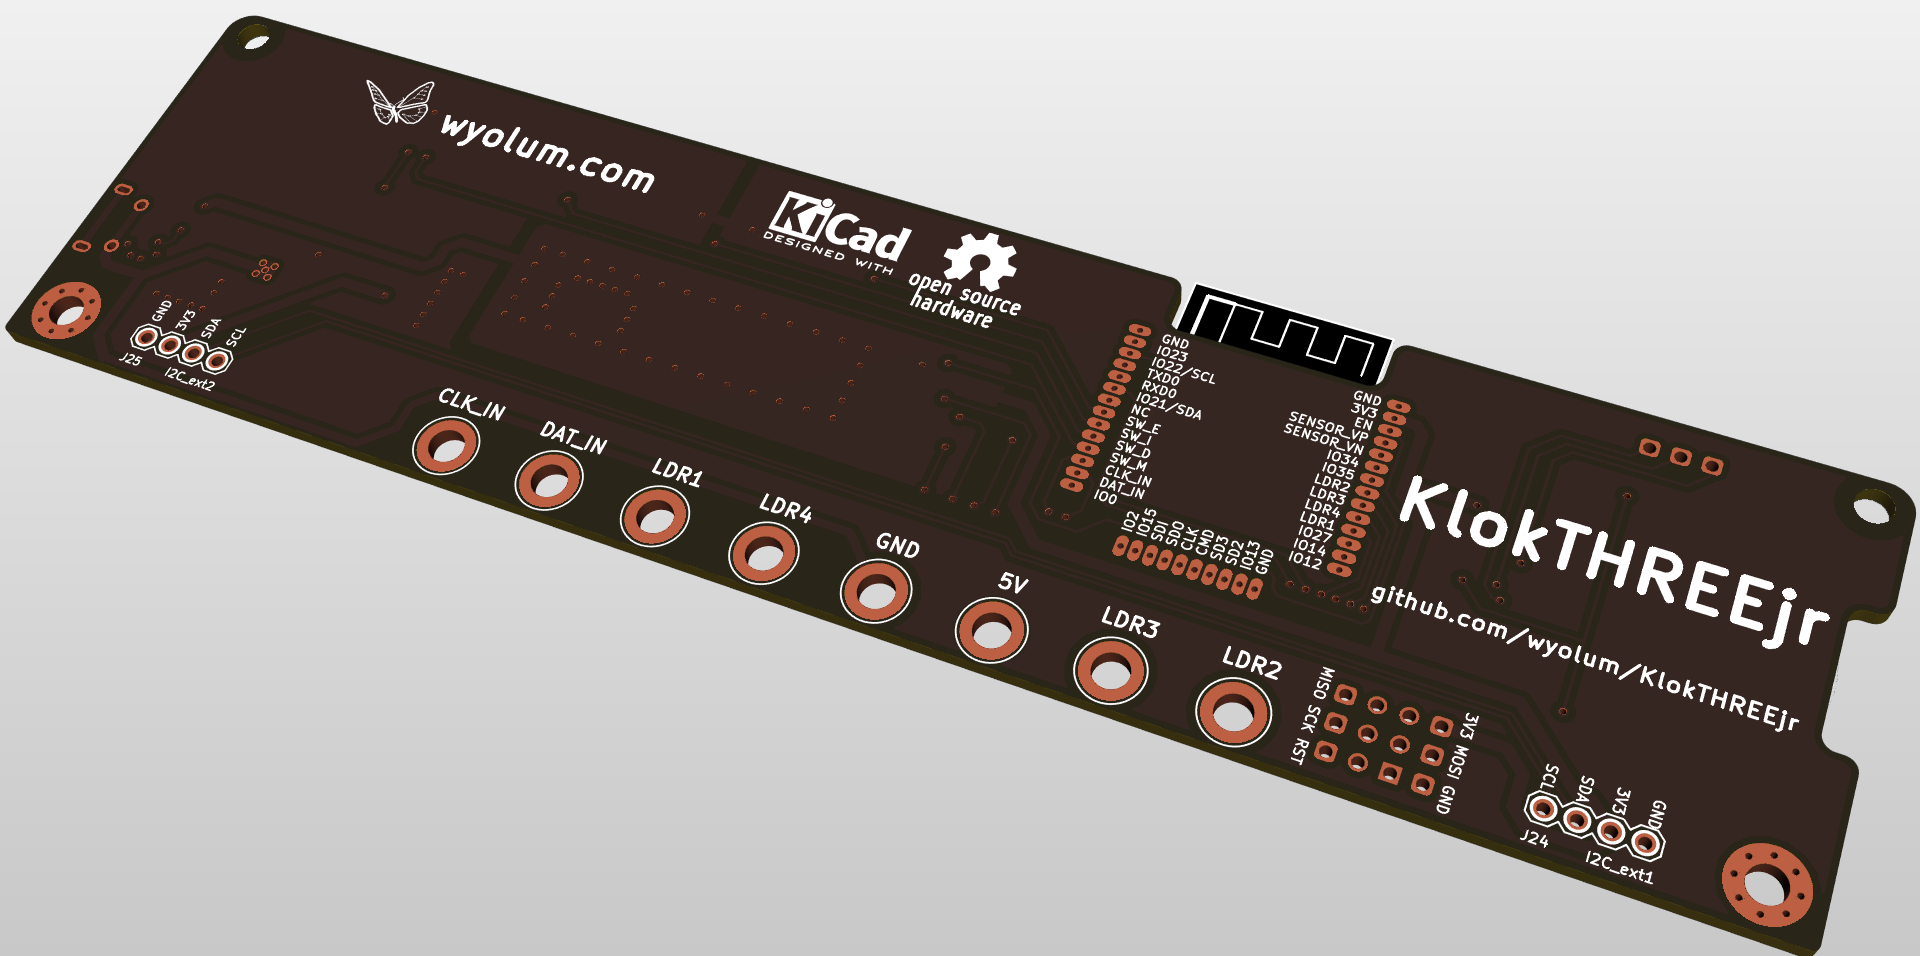 wyolum.com
KiCad
DESIGNED WITH
open source
hardware
GND
3V3
SDA
SCL
J25
I2C_ext2
CLK_IN
DAT_IN
LDR1
LDR4
GND
5V
LDR3
LDR2
GND
IO23
IO22/SCL
TXD0
RXD0
IO21/SDA
NC
SW_E
SW_I
SW_D
SW_M
CLK_IN
DAT_IN
IO0
IO2
IO15
SDI
SDO
CLK
CMD
SD3
SD2
IO13
GND
GND
3V3
EN
SENSOR_VP
SENSOR_VN
IO34
IO35
LDR2
LDR3
LDR4
LDR1
IO27
IO14
IO12
KlokTHREEjr
github.com/wyolum/KlokTHREEjr
MISO SCK RST
3V3 MOSI GND
SCL
SDA
3V3
GND
J24
I2C_ext1